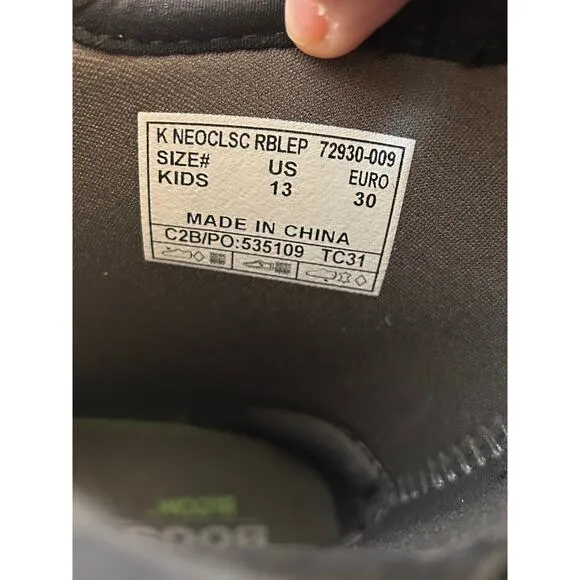 K NEOCLSC RBLEP 72930-009
SIZE# US EURO
KIDS 13 30
MADE IN CHINA
C2B/PO:535109 TC31